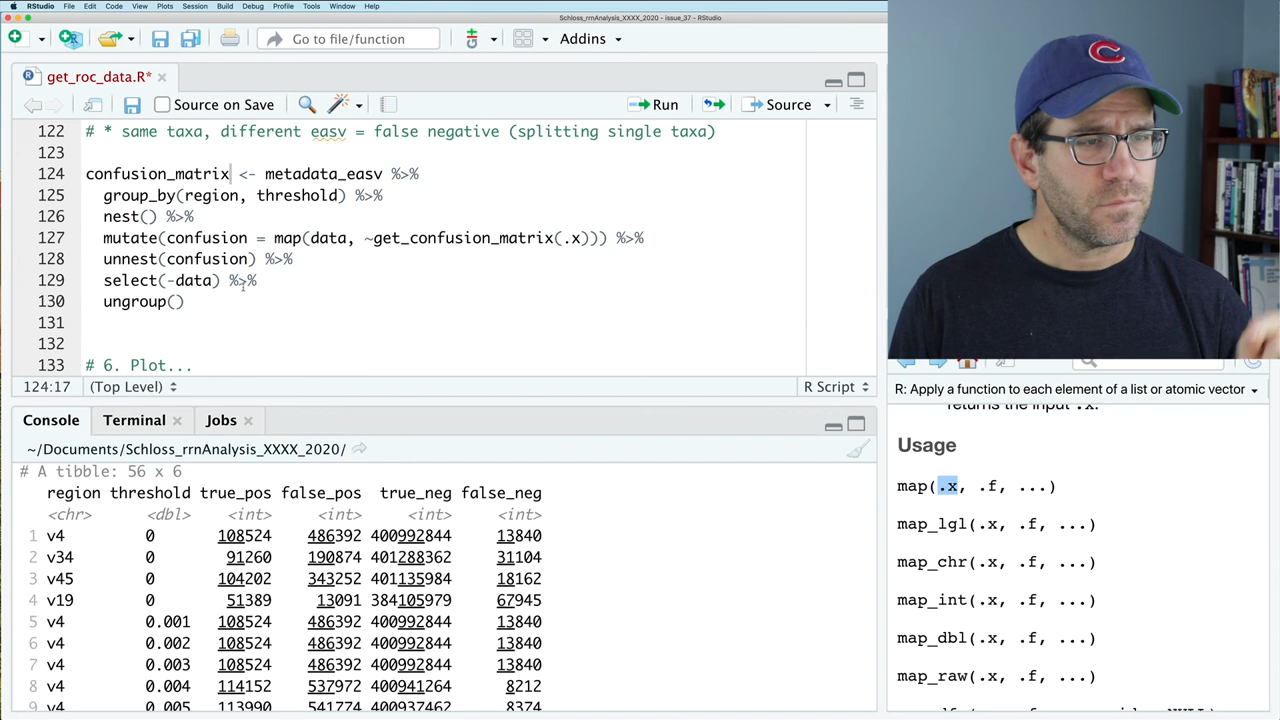 RStudio File Edit Code View Plots Session Build Debug Profile Tools Window Help
Schloss_rrnAnalysis_XXXX_2020 - issue_37 - RStudio
Go to file/function Addins
get_roc_data.R*
Source on Save Run Source
122 # * same taxa, different easv = false negative (splitting single taxa)
123
124 confusion_matrix <- metadata_easv %>%
125 group_by(region, threshold) %>%
126 nest() %>%
127 mutate(confusion = map(data, ~get_confusion_matrix(.x))) %>%
128 unnest(confusion) %>%
129 select(-data) %>%
130 ungroup()
131
132
133 # 6. Plot...
124:17 (Top Level) R Script
Console Terminal Jobs
~/Documents/Schloss_rrnAnalysis_XXXX_2020/
# A tibble: 56 x 6
region threshold true_pos false_pos true_neg false_neg
<chr> <dbl> <int> <int> <int> <int>
1 v4 0 108524 486392 400992844 13840
2 v34 0 91260 190874 401288362 31104
3 v45 0 104202 343252 401135984 18162
4 v19 0 51389 13091 384105979 67945
5 v4 0.001 108524 486392 400992844 13840
6 v4 0.002 108524 486392 400992844 13840
7 v4 0.003 108524 486392 400992844 13840
8 v4 0.004 114152 537972 400941264 8212
9 v4 0.005 113990 541774 400937462 8374
C
R: Apply a function to each element of a list or atomic vector
returns the input .x.
Usage
map(.x, .f, ...)
map_lgl(.x, .f, ...)
map_chr(.x, .f, ...)
map_int(.x, .f, ...)
map_dbl(.x, .f, ...)
map_raw(.x, .f, ...)